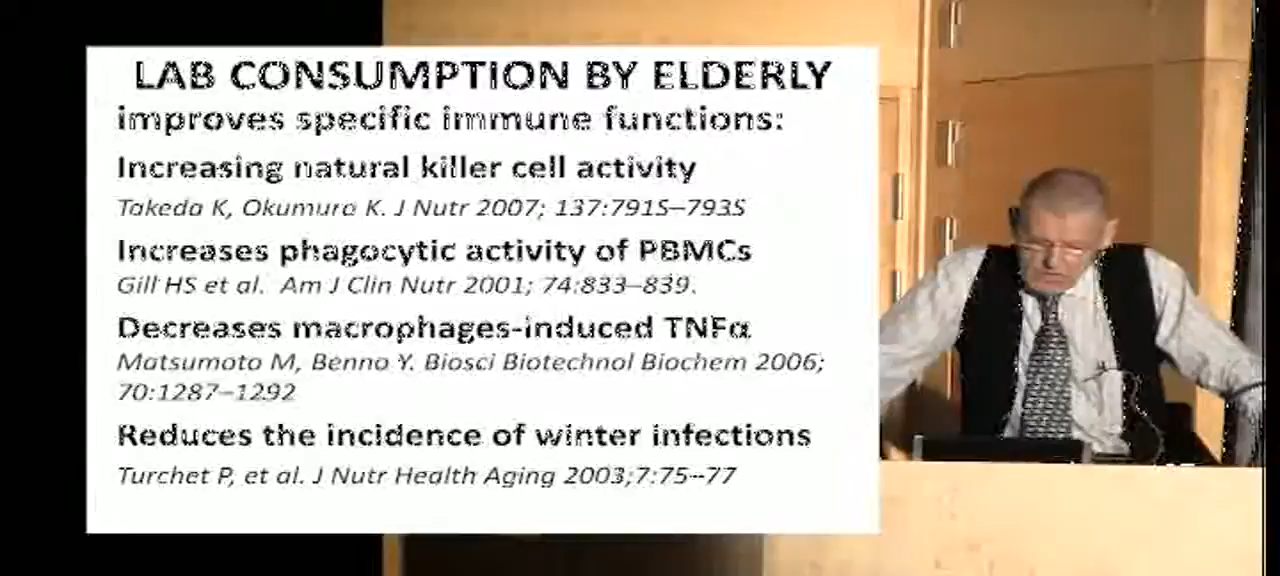 LAB CONSUMPTION BY ELDERLY
improves specific immune functions:
Increasing natural killer cell activity
Takeda K, Okumura K. J Nutr 2007; 137:791S–793S
Increases phagocytic activity of PBMCs
Gill HS et al. Am J Clin Nutr 2001; 74:833–839.
Decreases macrophages-induced TNFα
Matsumoto M, Benno Y. Biosci Biotechnol Biochem 2006;
70:1287–1292
Reduces the incidence of winter infections
Turchet P, et al. J Nutr Health Aging 2003;7:75--77